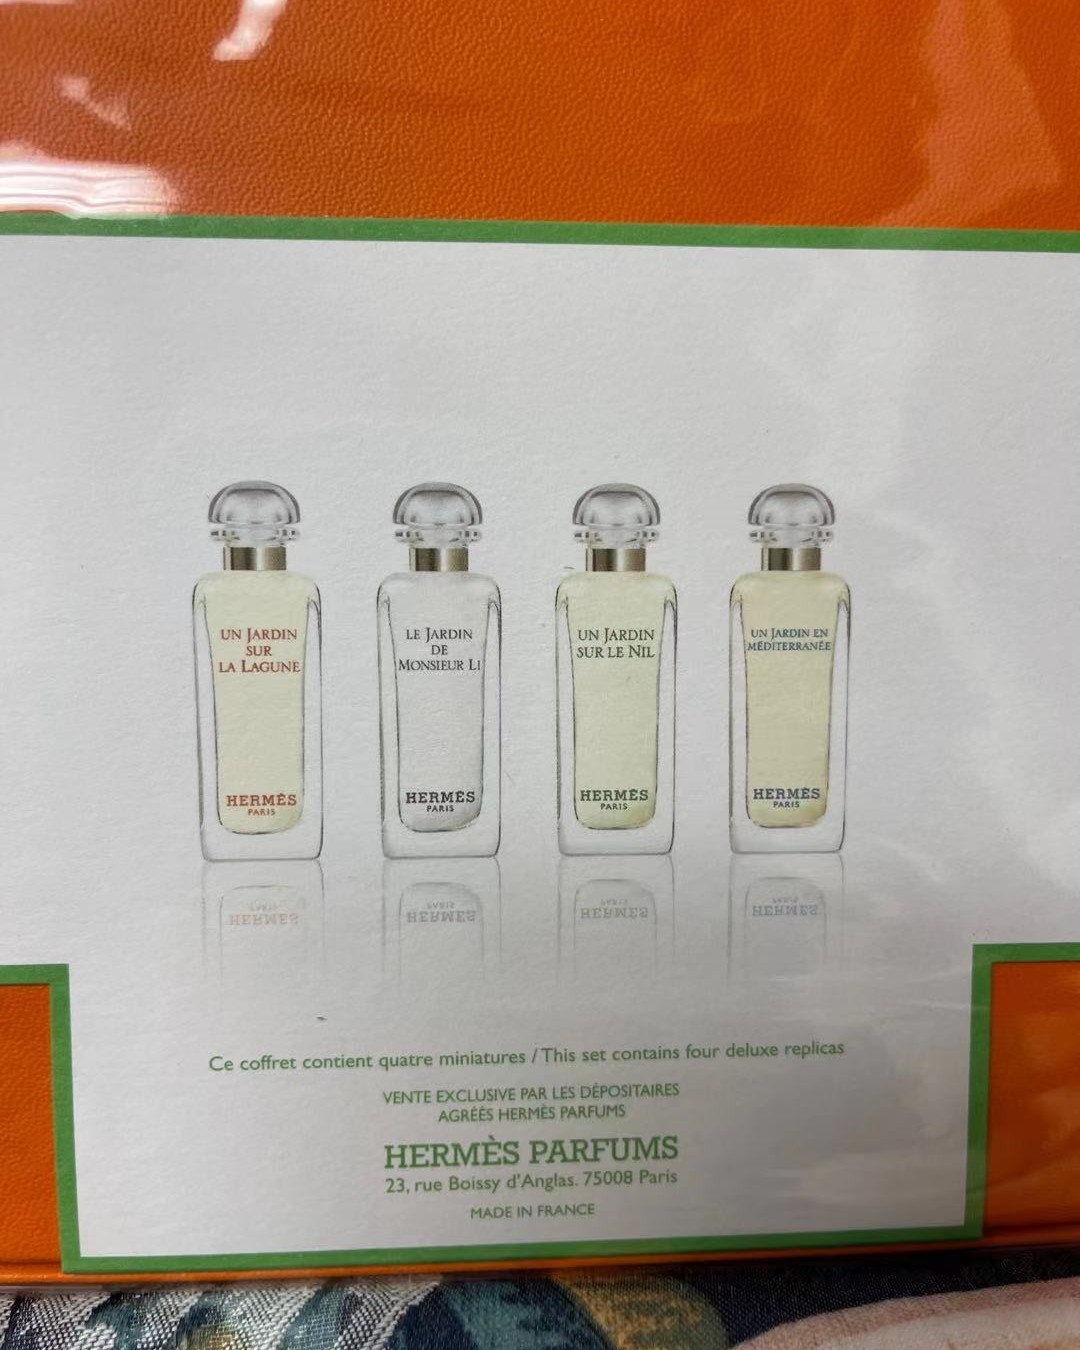 UN JARDIN
SUR
LA LAGUNE
HERMÈS
PARIS
LE JARDIN
DE
MONSIEUR LI
HERMÈS
PARIS
UN JARDIN
SUR LE NIL
HERMÈS
PARIS
UN JARDIN EN
MÉDITERRANÉE
HERMÈS
PARIS
Ce coffret contient quatre miniatures / This set contains four deluxe replicas
VENTE EXCLUSIVE PAR LES DÉPOSITAIRES
AGRÉÉS HERMÈS PARFUMS
HERMÈS PARFUMS
23, rue Boissy d'Anglas. 75008 Paris
MADE IN FRANCE